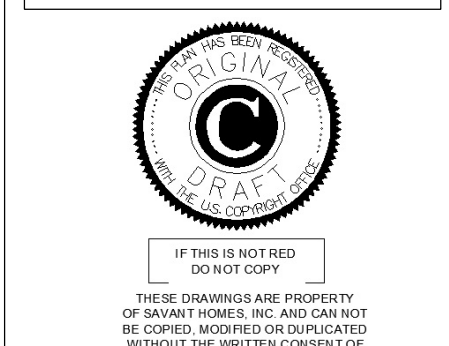 THIS PLAN HAS BEEN REGISTERED
ORIGINAL
C
DRAFT
WITH THE U.S. COPYRIGHT OFFICE
IF THIS IS NOT RED
DO NOT COPY
THESE DRAWINGS ARE PROPERTY
OF SAVANT HOMES, INC. AND CAN NOT
BE COPIED, MODIFIED OR DUPLICATED
WITHOUT THE WRITTEN CONSENT OF